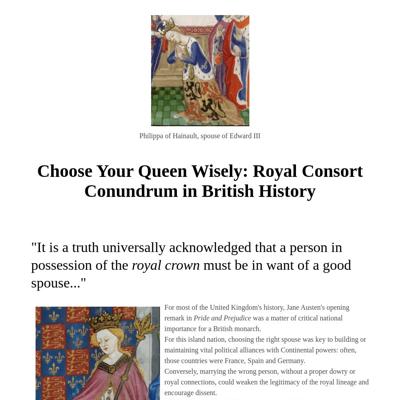 Philippa of Hainault, spouse of Edward III
Choose Your Queen Wisely: Royal Consort
Conundrum in British History
"It is a truth universally acknowledged that a person in
possession of the royal crown must be in want of a good
spouse..."
For most of the United Kingdom's history, Jane Austen's opening
remark in Pride and Prejudice was a matter of critical national
importance for a British monarch.
For this island nation, choosing the right spouse was key to building or
maintaining vital political alliances with Continental powers: often,
those countries were France, Spain and Germany.
Conversely, marrying the wrong person, without a proper dowry or
royal connections, could weaken the legitimacy of the royal lineage and
encourage dissent.